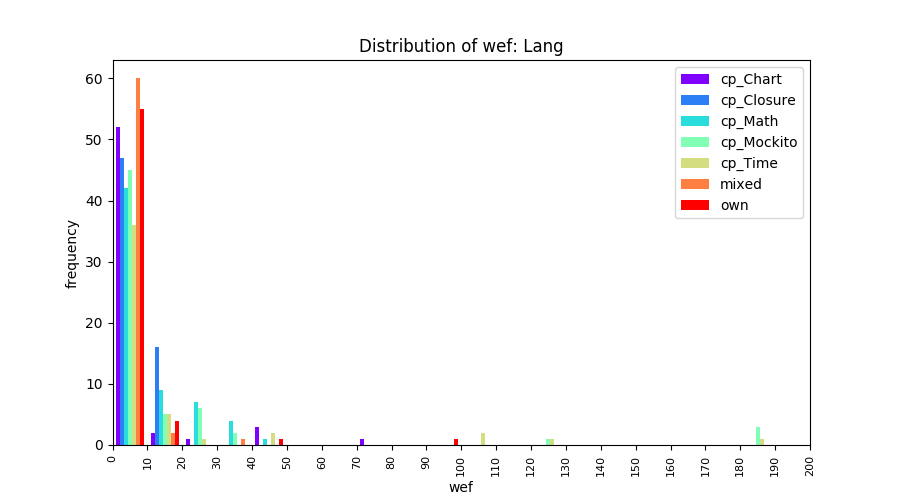 Distribution of wef: Lang
frequency
60
50
40
30
20
10
0
cp_Chart
cp_Closure
cp_Math
cp_Mockito
cp_Time
mixed
own
0 10 20 30 40 50 60 70 80 90 100 110 120 130 140 150 160 170 180 190 200
wef